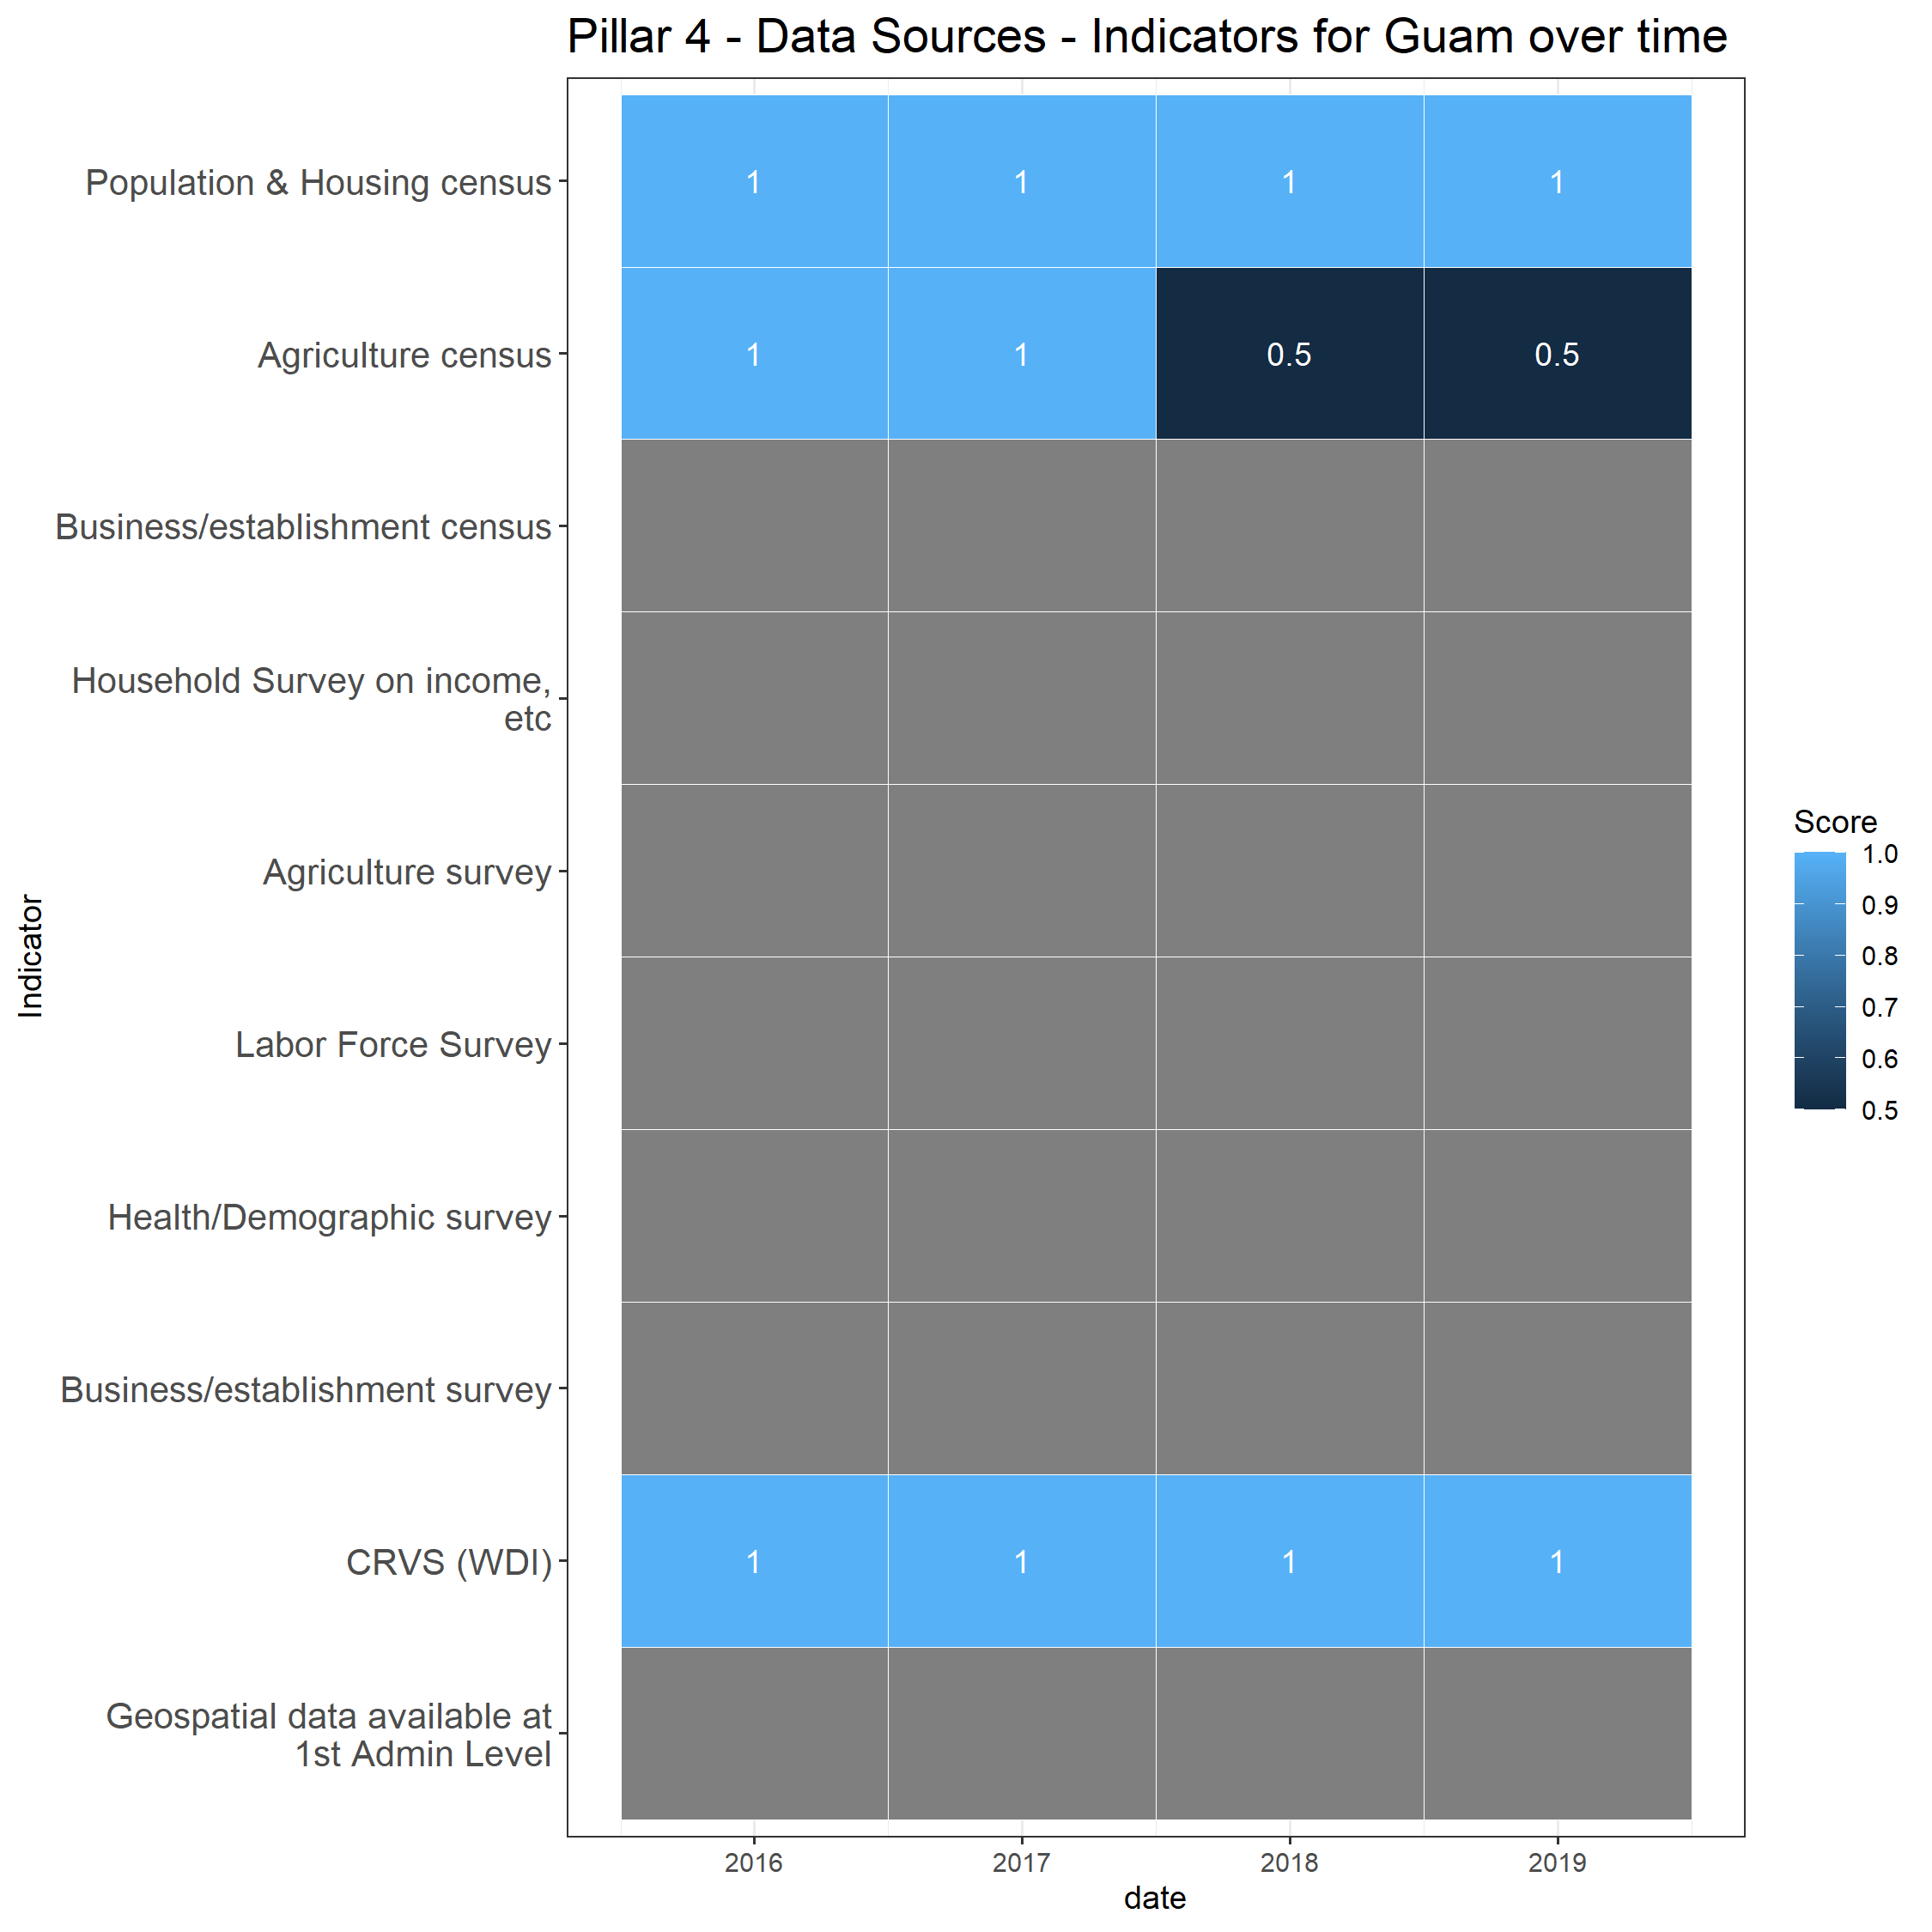 Pillar 4 - Data Sources - Indicators for Guam over time
Population & Housing census
1 1 1 1
Agriculture census
1 1 0.5 0.5
Business/establishment census
Household Survey on income,
etc
Agriculture survey
Labor Force Survey
Health/Demographic survey
Business/establishment survey
CRVS (WDI)
1 1 1 1
Geospatial data available at
1st Admin Level
Indicator
2016 2017 2018 2019
date
Score
1.0
0.9
0.8
0.7
0.6
0.5